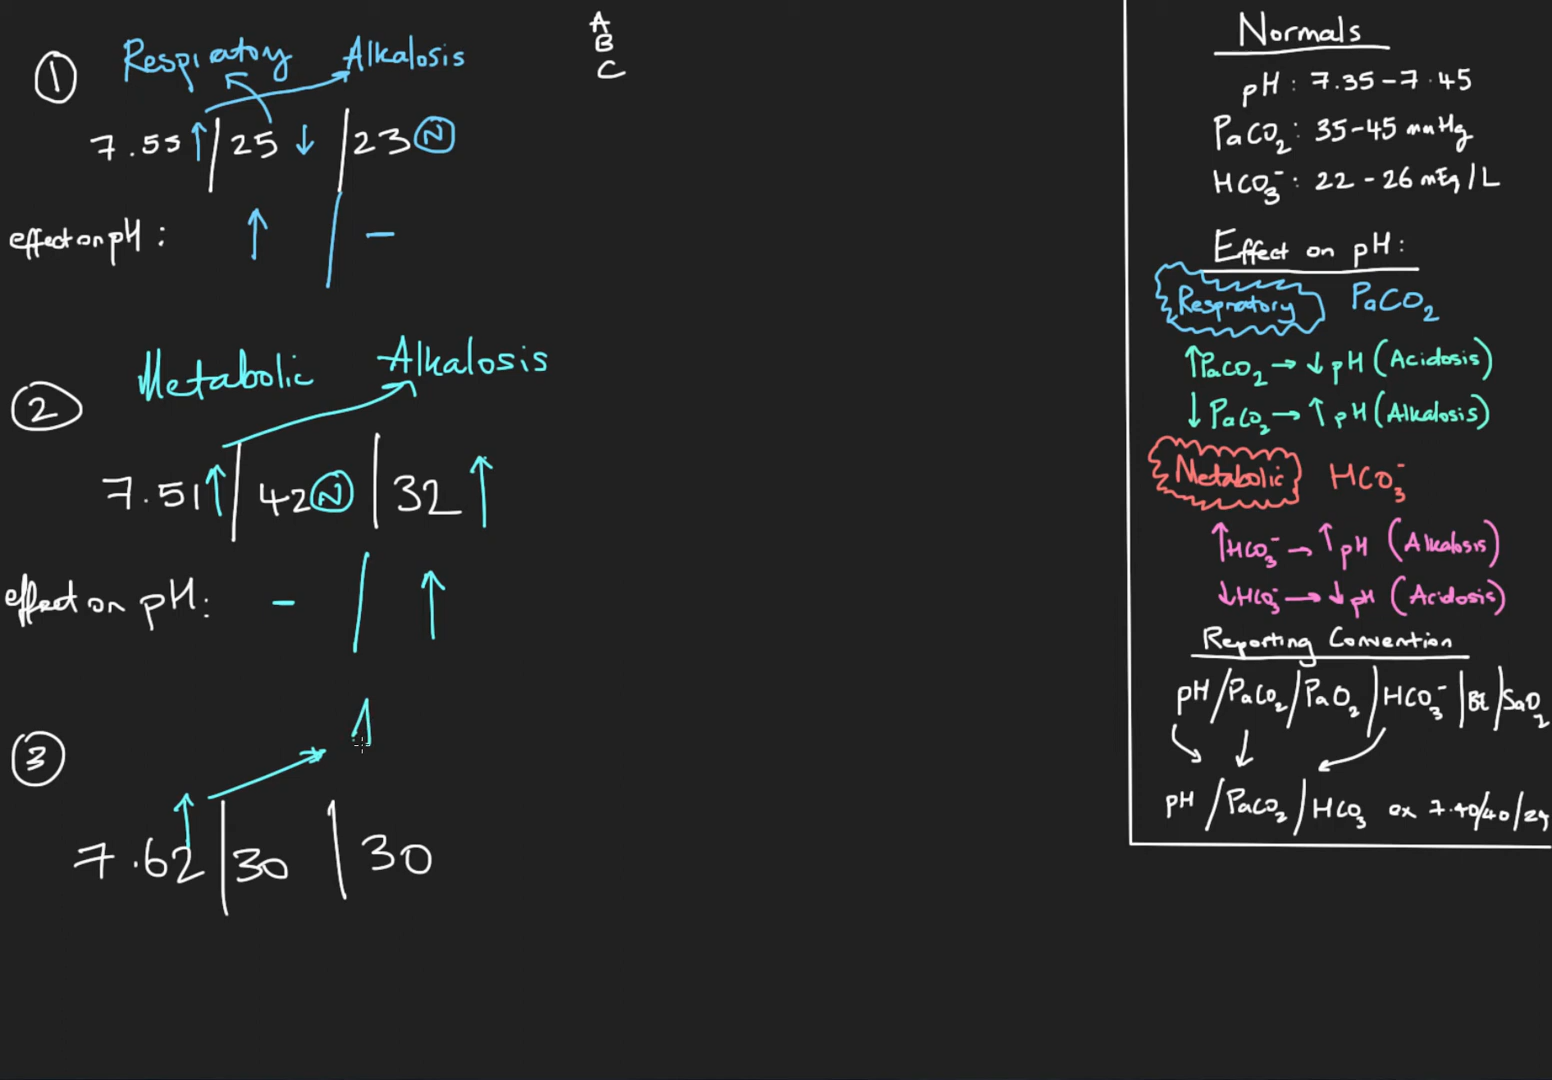 ① Respiratory Alkalosis
7.55 ↑ | 25 ↓ | 23 Ⓝ
effect on pH : ↑ | –
② Metabolic Alkalosis
7.51 ↑ | 42 Ⓝ | 32 ↑
effect on pH : – | ↑
③
7.62 ↑ | 30 | 30
A
B
C
Normals
pH : 7.35 – 7.45
PaCO₂ : 35-45 mmHg
HCO₃⁻ : 22 – 26 mEq/L
Effect on pH :
Respiratory PaCO₂
↑PaCO₂ → ↓ pH (Acidosis)
↓ PaCO₂ → ↑ pH (Alkalosis)
Metabolic HCO₃⁻
↑HCO₃⁻ → ↑ pH (Alkalosis)
↓HCO₃⁻ → ↓ pH (Acidosis)
Reporting Convention
pH / PaCO₂ / PaO₂ / HCO₃⁻ | BE / SaO₂
pH / PaCO₂ / HCO₃ ex 7.40/40/24